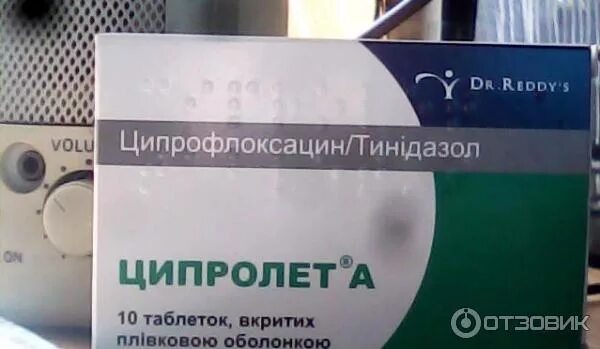 VOLU
ON
DR. REDDY'S
Ципрофлоксацин/Тинідазол
ЦИПРОЛЕТ® А
10 таблеток, вкритих
плівковою оболонкою
ОТЗОВИК